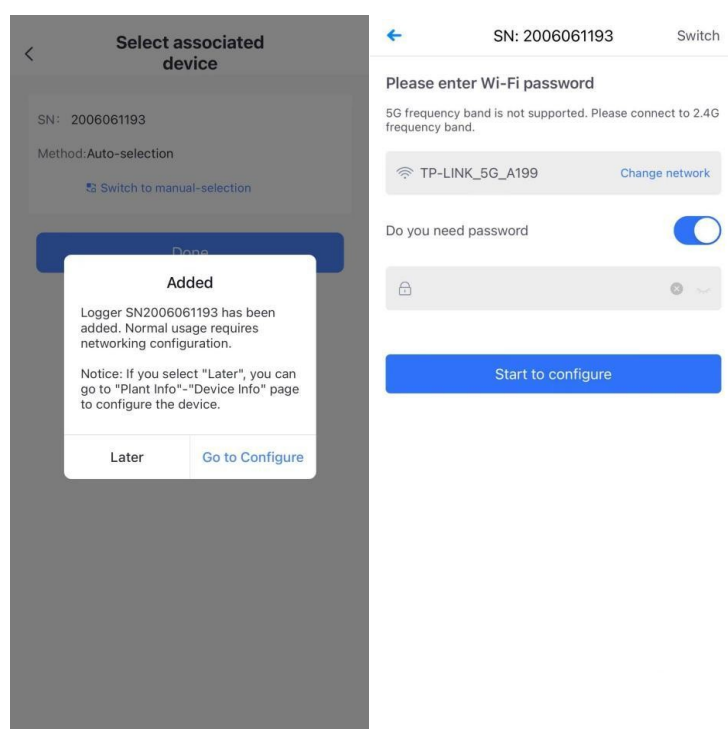 Select associated
device
SN: 2006061193
Method:Auto-selection
Switch to manual-selection
Done
Added
Logger SN2006061193 has been
added. Normal usage requires
networking configuration.
Notice: If you select "Later", you can
go to "Plant Info"-"Device Info" page
to configure the device.
Later
Go to Configure
SN: 2006061193
Switch
Please enter Wi-Fi password
5G frequency band is not supported. Please connect to 2.4G
frequency band.
TP-LINK_5G_A199
Change network
Do you need password
Start to configure